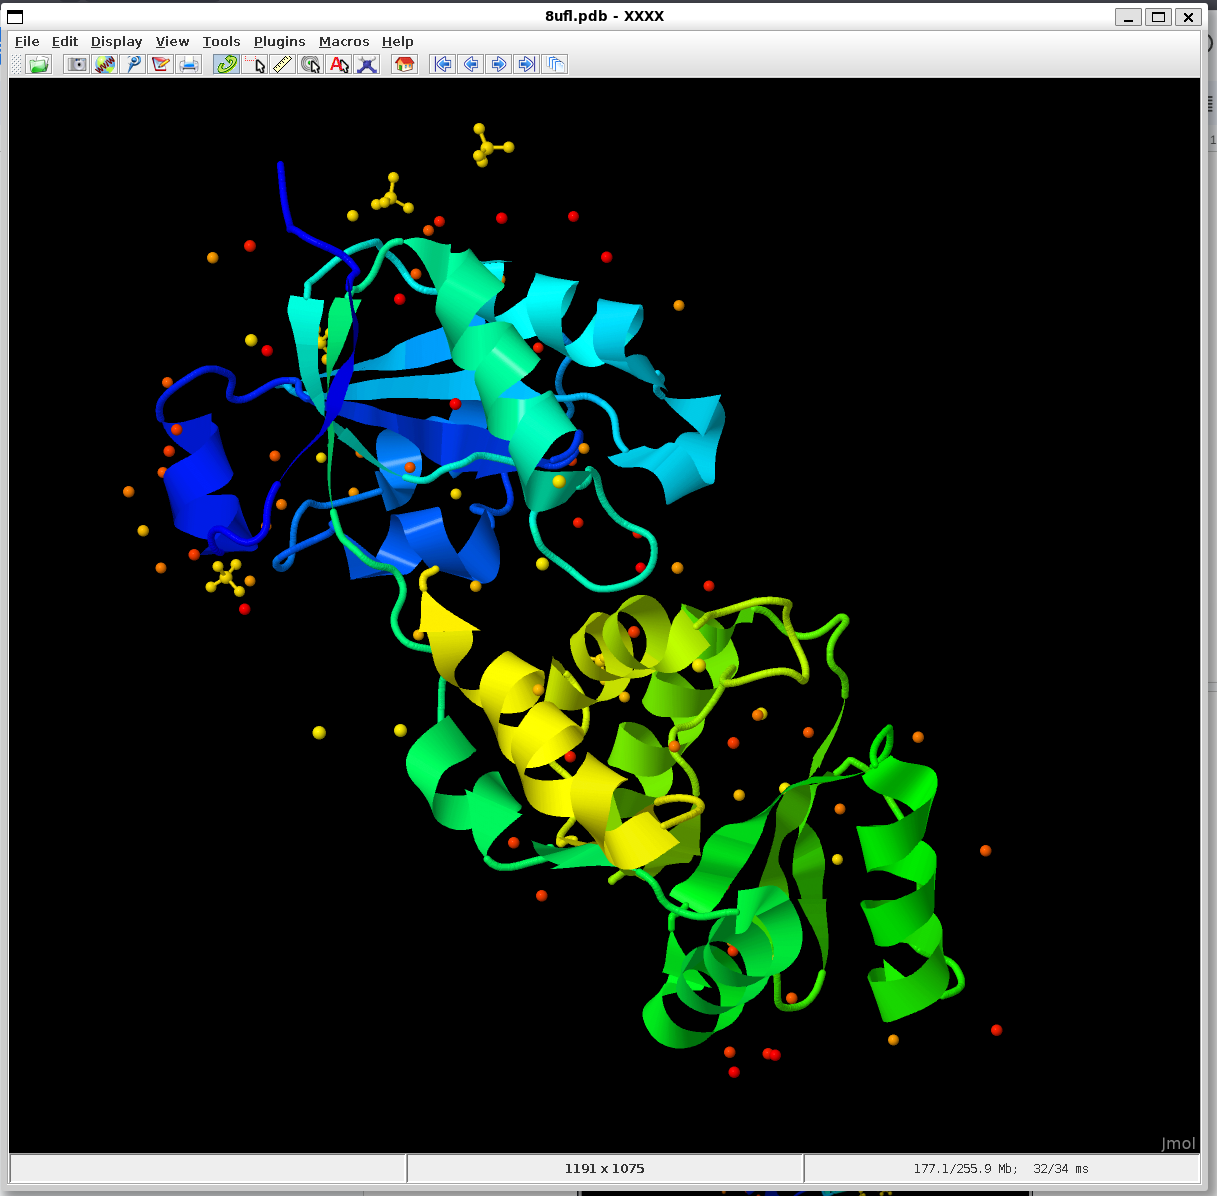 8ufl.pdb - XXXX
File Edit Display View Tools Plugins Macros Help
Jmol
1191 x 1075
177.1/255.9 Mb; 32/34 ms